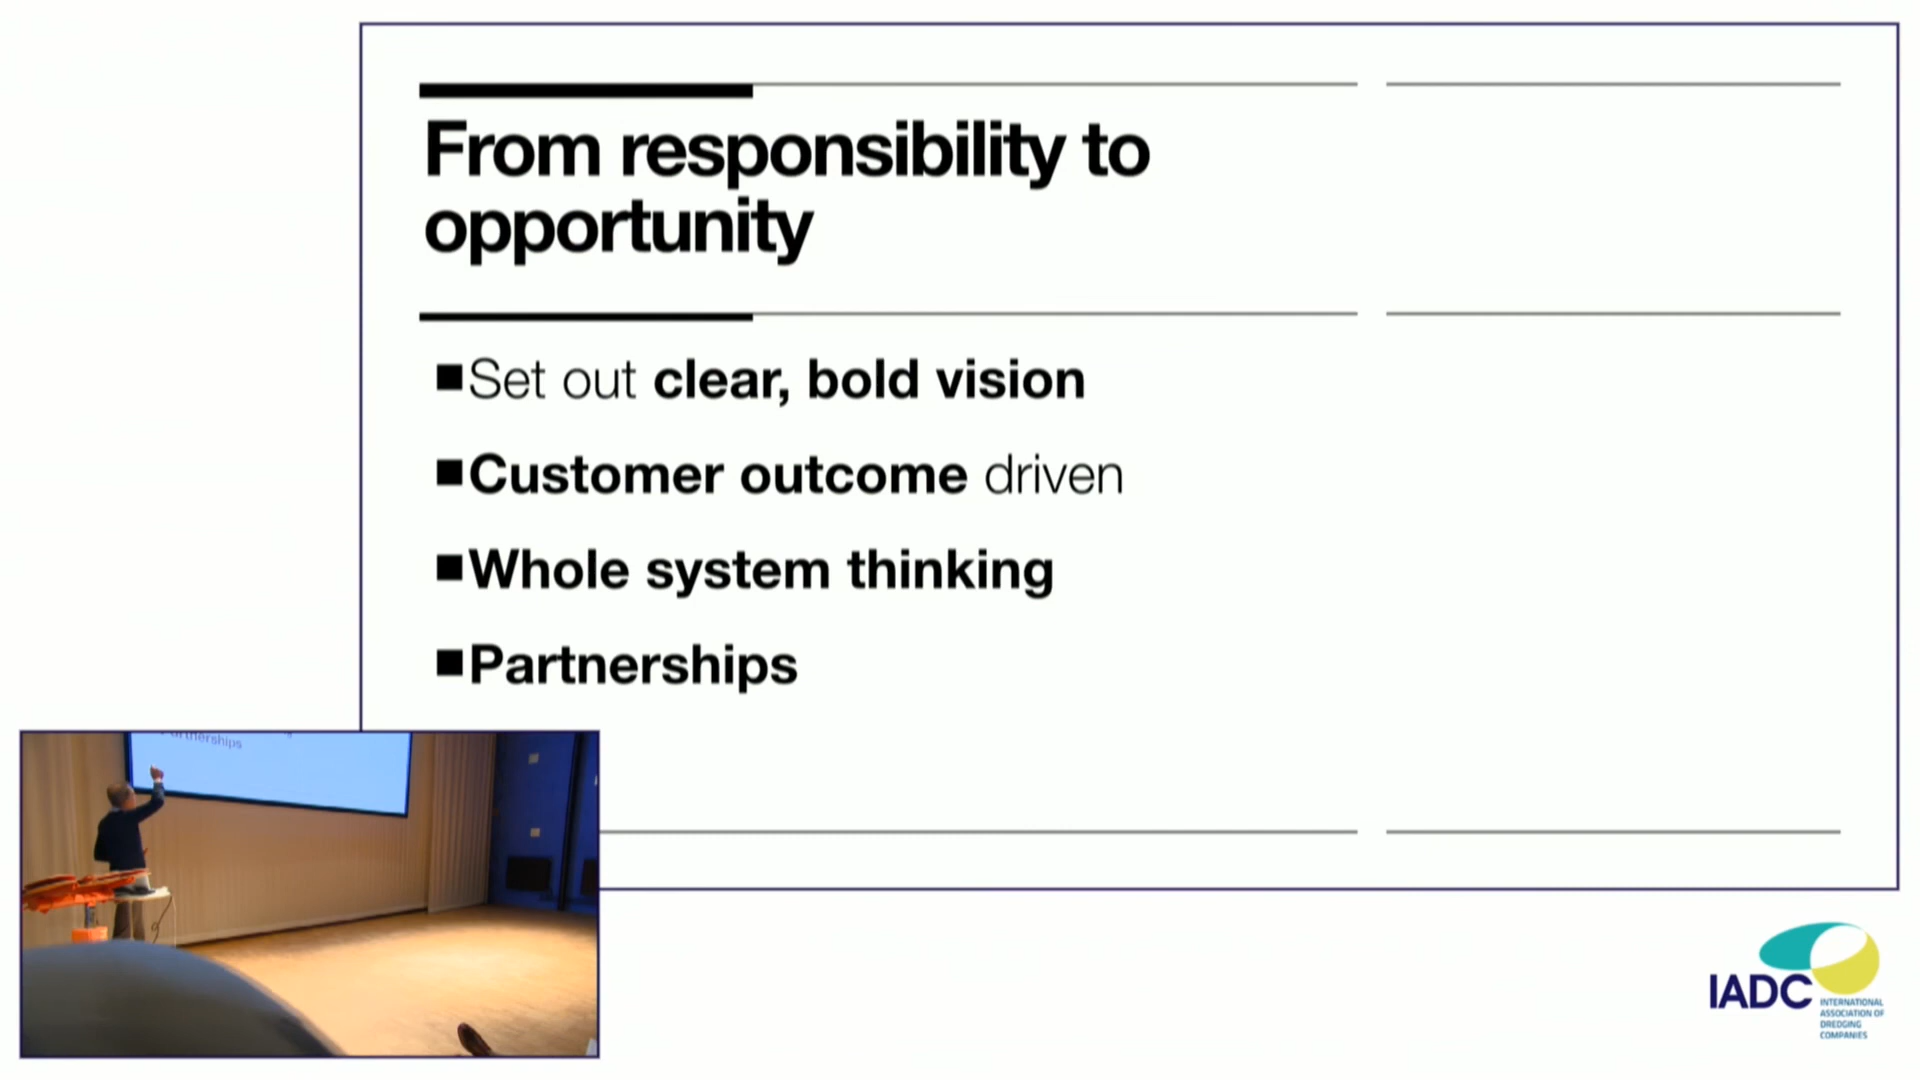 From responsibility to
opportunity
Set out clear, bold vision
Customer outcome driven
Whole system thinking
Partnerships
Partnerships
IADC
INTERNATIONAL
ASSOCIATION OF
DREDGING
COMPANIES